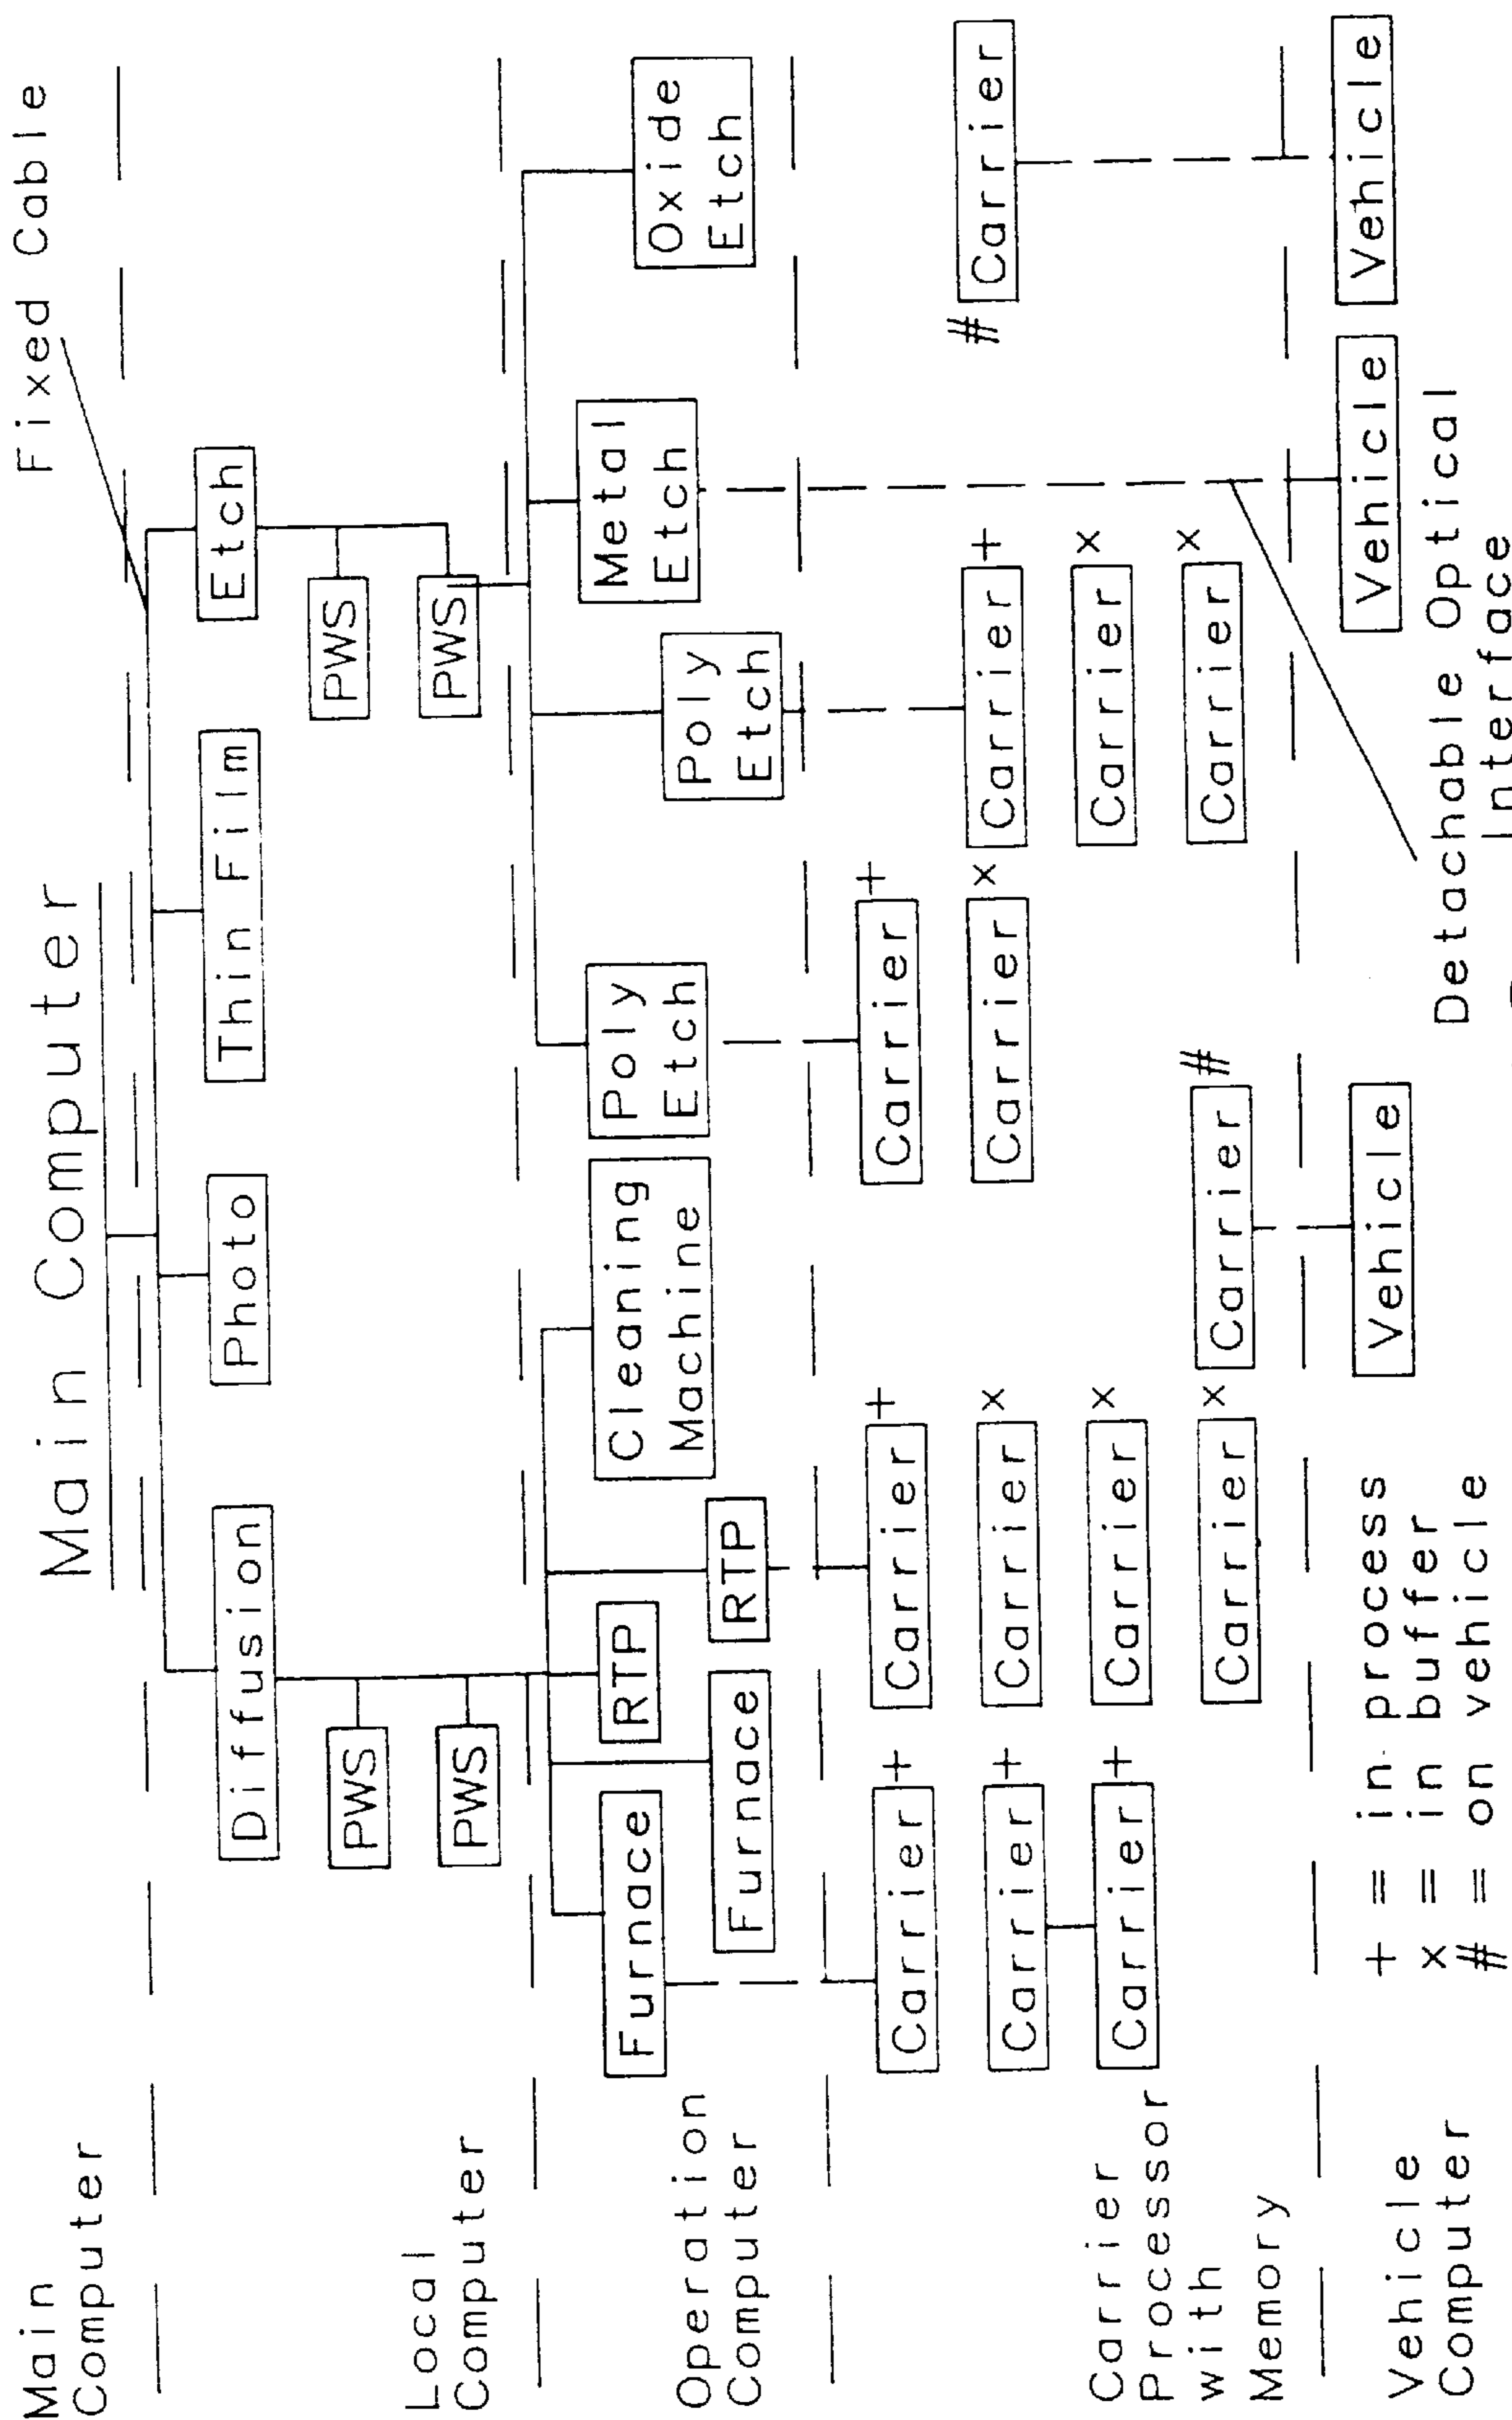 Main Computer
Fixed Cable
Main
Computer
Diffusion
Photo
Thin Film
Etch
PWS
PWS
PWS
PWS
Local
Computer
Furnace
RTP
Cleaning
Machine
Poly
Etch
Poly
Etch
Metal
Etch
Oxide
Etch
Furnace
RTP
Operation
Computer
Carrier +
Carrier +
Carrier +
Carrier +
# Carrier
Carrier +
Carrier x
Carrier x
Carrier x
Carrier +
Carrier x
Carrier x
Carrier x
Carrier #
Carrier
Processor
with
Memory
Vehicle
Computer
Vehicle
Vehicle
Vehicle
+ = in process
x = in buffer
# = on vehicle
Detachable Optical
Interface